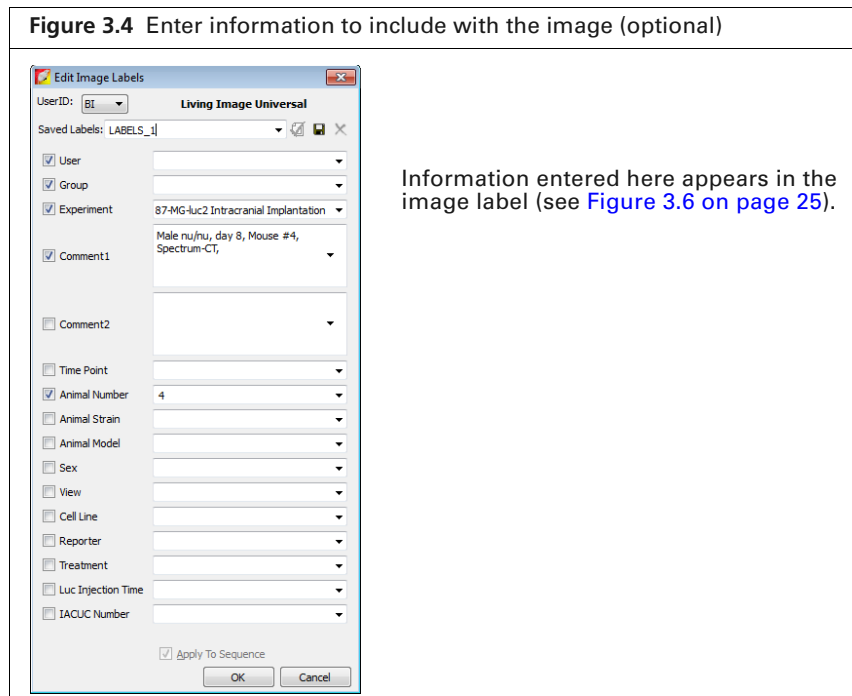 Figure 3.4 Enter information to include with the image (optional)
Edit Image Labels
UserID: BI Living Image Universal
Saved Labels: LABELS_1
User
Group
Experiment 87-MG-luc2 Intracranial Implantation
Comment1 Male nu/nu, day 8, Mouse #4,
Spectrum-CT,
Comment2
Time Point
Animal Number 4
Animal Strain
Animal Model
Sex
View
Cell Line
Reporter
Treatment
Luc Injection Time
IACUC Number
Apply To Sequence
OK Cancel
Information entered here appears in the
image label (see Figure 3.6 on page 25).